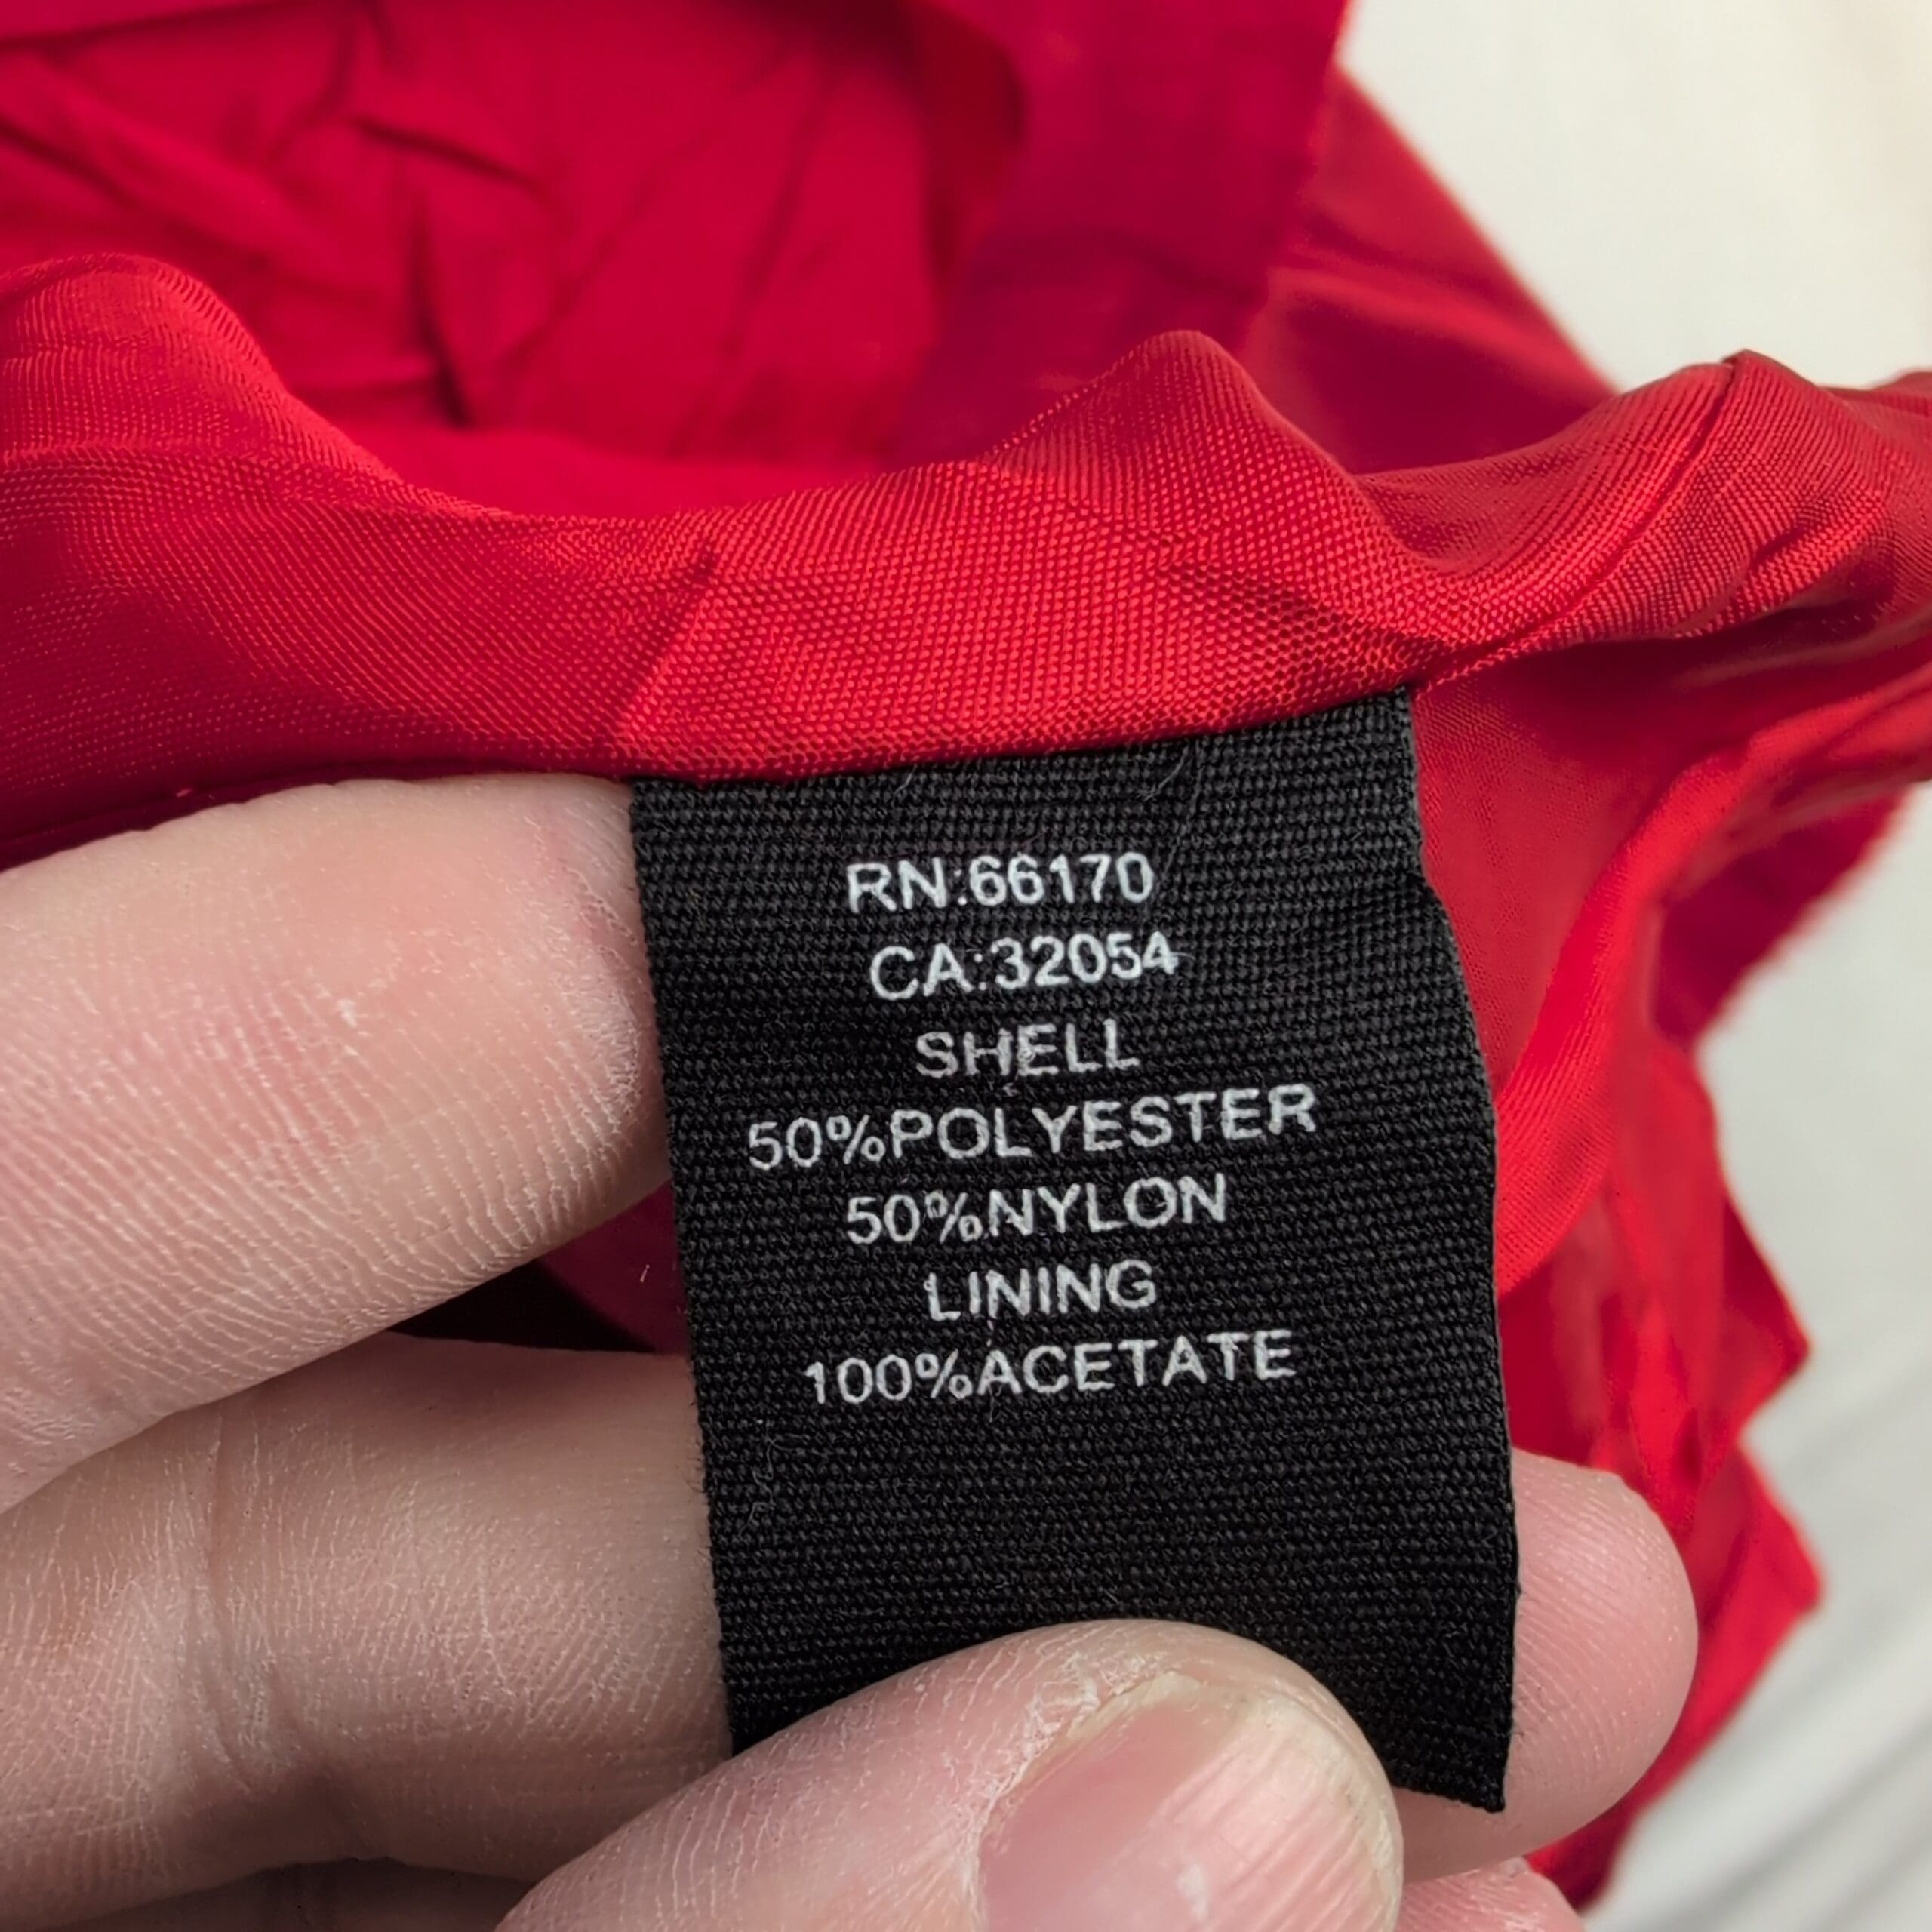 RN:66170
CA:32054
SHELL
50%POLYESTER
50%NYLON
LINING
100%ACETATE